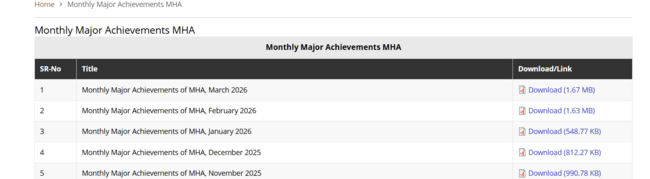 Home > Monthly Major Achievements MHA
Monthly Major Achievements MHA
Monthly Major Achievements MHA
SR-No Title Download/Link
1 Monthly Major Achievements of MHA, March 2026 Download (1.67 MB)
2 Monthly Major Achievements of MHA, February 2026 Download (1.63 MB)
3 Monthly Major Achievements of MHA, January 2026 Download (548.77 KB)
4 Monthly Major Achievements of MHA, December 2025 Download (812.27 KB)
5 Monthly Major Achievements of MHA, November 2025 Download (990.78 KB)